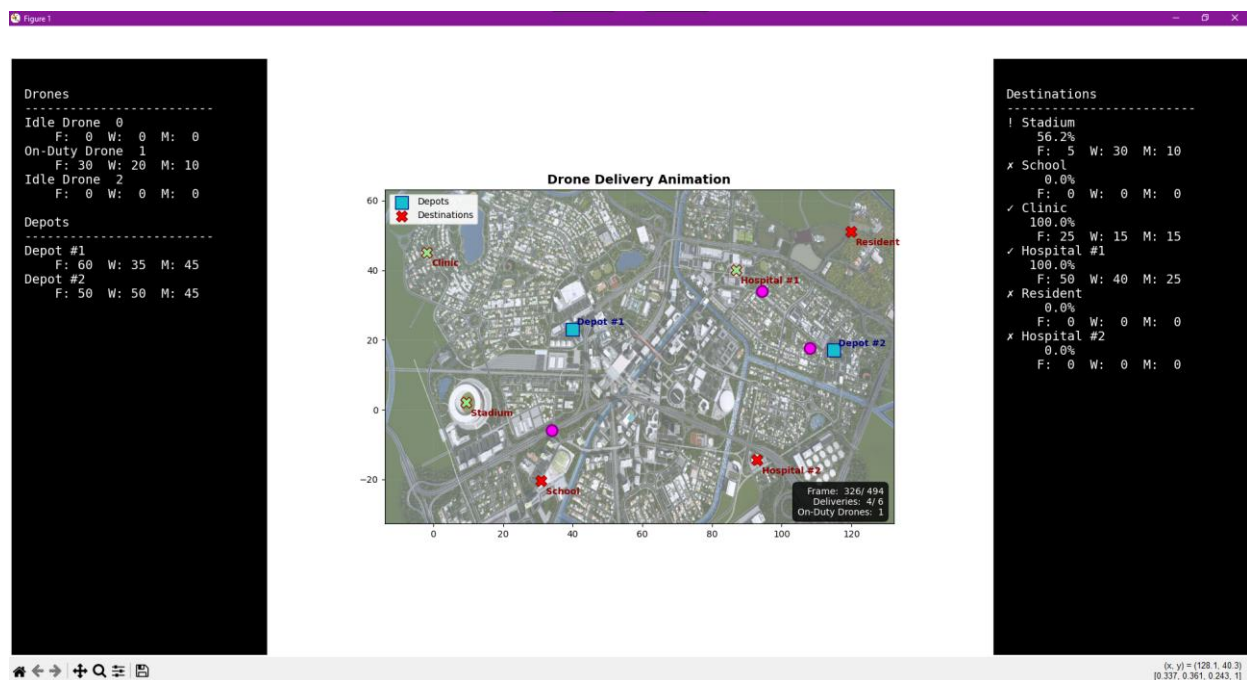 Figure 1
Drones
-------------------------
Idle Drone  0
F:  0  W:  0  M:  0
On-Duty Drone  1
F: 30  W: 20  M: 10
Idle Drone  2
F:  0  W:  0  M:  0
Depots
-------------------------
Depot #1
F: 60  W: 35  M: 45
Depot #2
F: 50  W: 50  M: 45
Drone Delivery Animation
Depots
Destinations
60
40
20
0
−20
0
20
40
60
80
100
120
Clinic
Resident
Hospital #1
Depot #1
Depot #2
Stadium
School
Hospital #2
Frame: 326/ 494
Deliveries: 4/ 6
On-Duty Drones: 1
Destinations
-------------------------
! Stadium
56.2%
F:  5  W: 30  M: 10
✗ School
0.0%
F:  0  W:  0  M:  0
✓ Clinic
100.0%
F: 25  W: 15  M: 15
✓ Hospital #1
100.0%
F: 50  W: 40  M: 25
✗ Resident
0.0%
F:  0  W:  0  M:  0
✗ Hospital #2
0.0%
F:  0  W:  0  M:  0
(x, y) = (128.1, 40.3)
[0.337, 0.361, 0.243, 1]